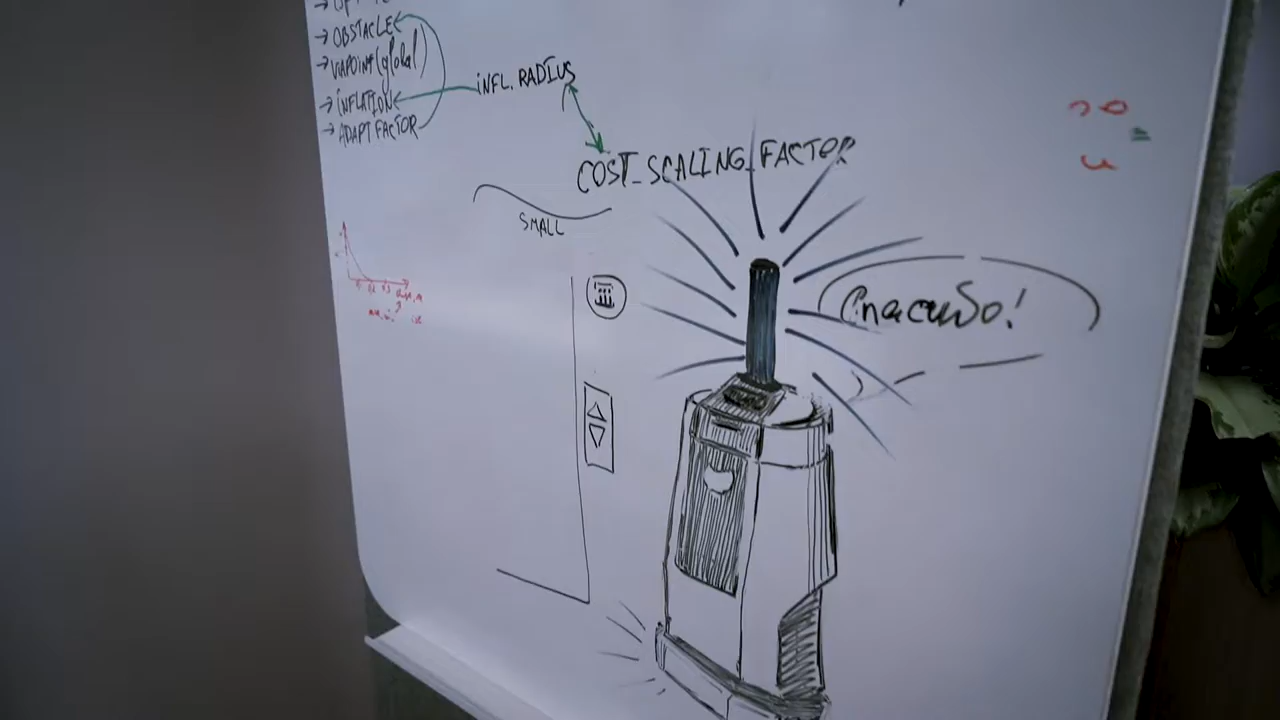 → OBSTACLE
→ VIAPOINT (global)
→ INFLATION
→ ADAPT FACTOR
INFL. RADIUS
COST_SCALING_FACTOR
SMALL
Спасибо!